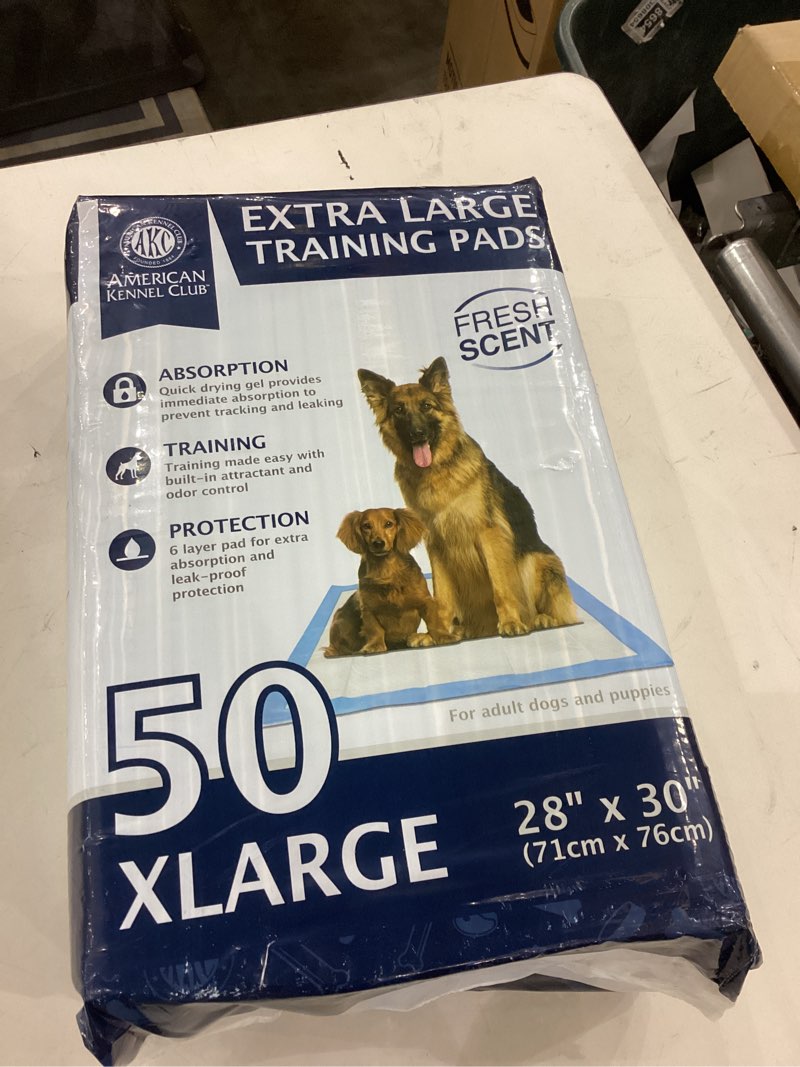 EXTRA LARGE
TRAINING PADS
AKC
AMERICAN
KENNEL CLUB
FRESH
SCENT
ABSORPTION
Quick drying gel provides
immediate absorption to
prevent tracking and leaking
TRAINING
Training made easy with
built-in attractant and
odor control
PROTECTION
6 layer pad for extra
absorption and
leak-proof
protection
For adult dogs and puppies
50
XLARGE
28" x 30"
(71cm x 76cm)